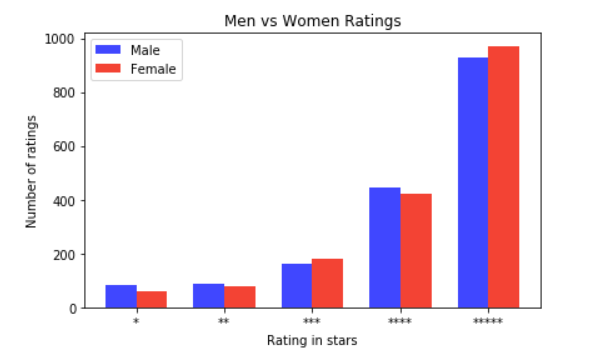 Men vs Women Ratings
1000
Male
Female
800
600
400
200
0
Number of ratings
* ** *** **** *****
Rating in stars